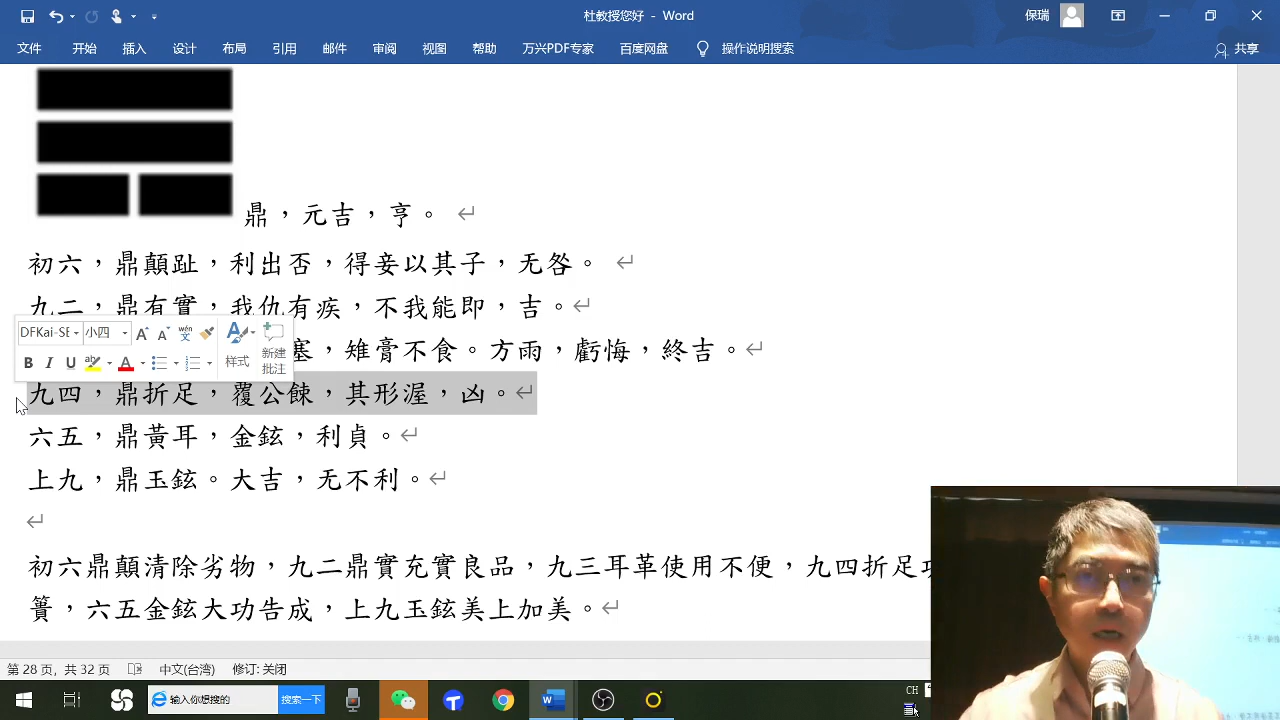 杜教授您好 - Word
保瑞
文件 开始 插入 设计 布局 引用 邮件 审阅 视图 帮助 万兴PDF专家 百度网盘 操作说明搜索 共享
鼎，元吉，亨。
初六，鼎顛趾，利出否，得妾以其子，无咎。
九二，鼎有實，我仇有疾，不我能即，吉。
塞，雉膏不食。方雨，虧悔，終吉。
DFKai-SE 小四 A A wén 文 A 样式 新建批注
B I U ab A
九四，鼎折足，覆公餗，其形渥，凶。
六五，鼎黃耳，金鉉，利貞。
上九，鼎玉鉉。大吉，无不利。
初六鼎顛清除劣物，九二鼎實充實良品，九三耳革使用不便，九四折足
簣，六五金鉉大功告成，上九玉鉉美上加美。
第 28 页，共 32 页 中文(台湾) 修订: 关闭
输入你想搜的 搜索一下
CH